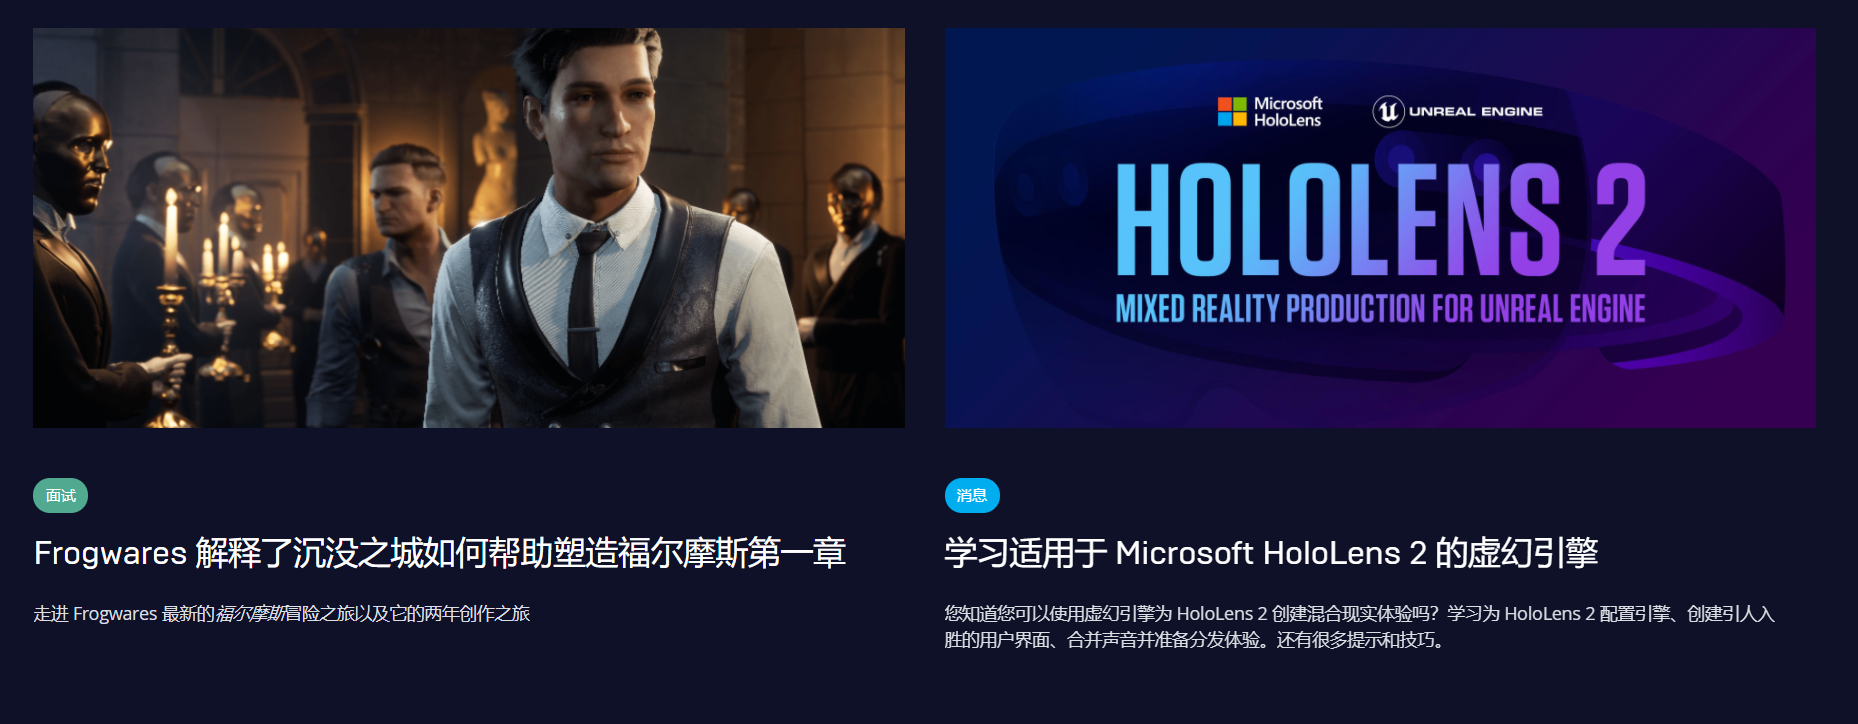 Microsoft
HoloLens
UNREAL ENGINE
HOLOLENS 2
MIXED REALITY PRODUCTION FOR UNREAL ENGINE
面试
Frogwares 解释了沉没之城如何帮助塑造福尔摩斯第一章
走进 Frogwares 最新的福尔摩斯冒险之旅以及它的两年创作之旅
消息
学习适用于 Microsoft HoloLens 2 的虚幻引擎
您知道您可以使用虚幻引擎为 HoloLens 2 创建混合现实体验吗？学习为 HoloLens 2 配置引擎、创建引人入
胜的用户界面、合并声音并准备分发体验。还有很多提示和技巧。